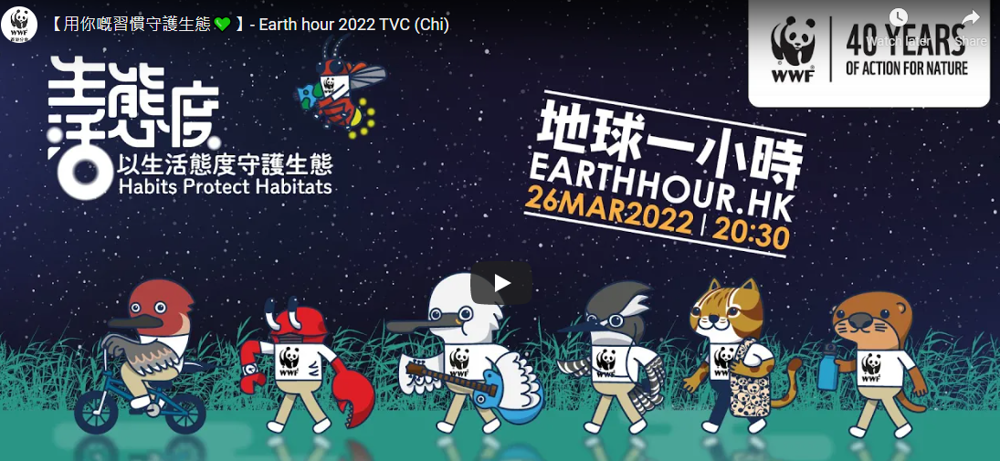 【用你嘅習慣守護生態💚】- Earth hour 2022 TVC (Chi)
WWF
Watch later
Share
WWF
40 YEARS
OF ACTION FOR NATURE
生活態度
以生活態度守護生態
Habits Protect Habitats
地球一小時
EARTHHOUR.HK
26MAR2022 | 20:30
WWF
WWF
WWF
WWF
WWF